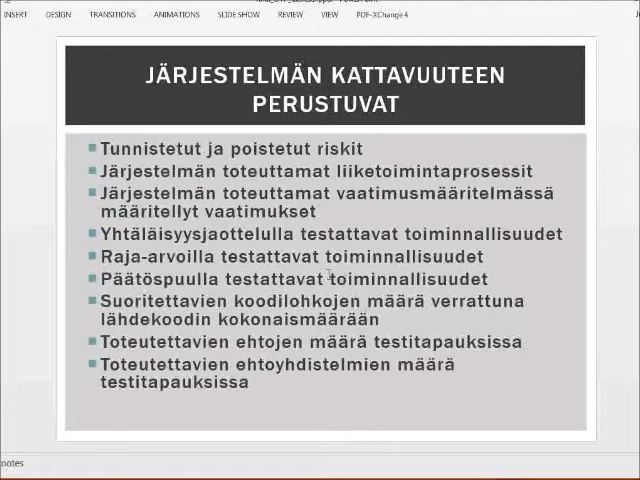 INSERT DESIGN TRANSITIONS ANIMATIONS SLIDE SHOW REVIEW VIEW PDF-XChange 4
JÄRJESTELMÄN KATTAVUUTEEN
PERUSTUVAT
Tunnistetut ja poistetut riskit
Järjestelmän toteuttamat liiketoimintaprosessit
Järjestelmän toteuttamat vaatimusmääritelmässä
määritellyt vaatimukset
Yhtäläisyysjaottelulla testattavat toiminnallisuudet
Raja-arvoilla testattavat toiminnallisuudet
Päätöspuulla testattavat toiminnallisuudet
Suoritettavien koodilohkojen määrä verrattuna
lähdekoodin kokonaismäärään
Toteutettavien ehtojen määrä testitapauksissa
Toteutettavien ehtoyhdistelmien määrä
testitapauksissa
notes